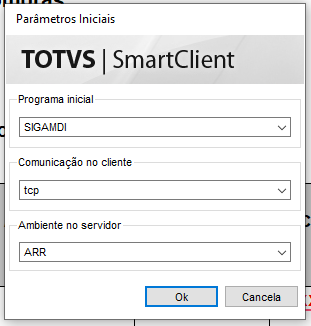 Parâmetros Iniciais
TOTVS | SmartClient
Programa inicial
SIGAMDI
Comunicação no cliente
tcp
Ambiente no servidor
ARR
Ok
Cancela